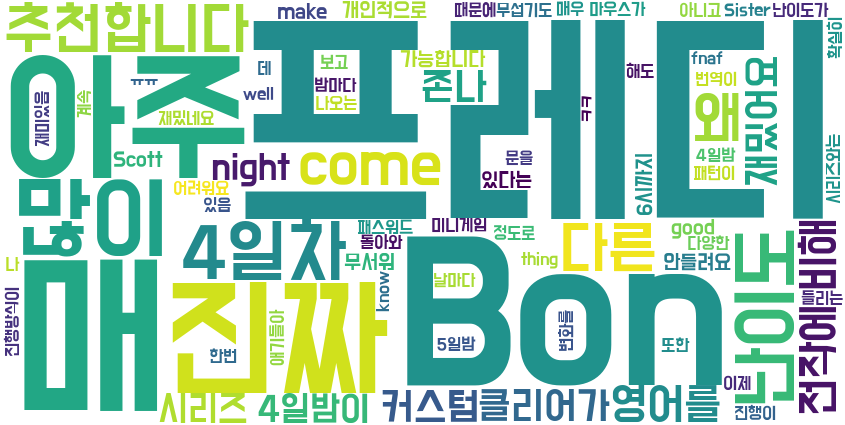 추천합니다
make
개인적으로
때문에
무섭기도
매우
마우스가
아니고
Sister
난이도가
확실히
아주
프레디
ㅠㅠ
데
well
보고
밤마다
나오는
가능합니다
존나
해도
ㅋㅋ
fnaf
번역이
왜
재밌어요
재미있음
계속
재밌네요
Scott
night
come
문을
있다는
6시까지
4일밤
패턴이
시리즈와는
많이
어려워요
있음
4일차
패스워드
돌아와
무서워
미니게임
정도로
thing
다른
good
다양한
안들려요
나
진행방식이
매
진짜
know
Bon
날마다
5일밤
변화를
또한
난이도
전작에비해
들리는
한번
얘기들아
시리즈
4일밤이
커스텀
클리어가
영어를
이제
진행이